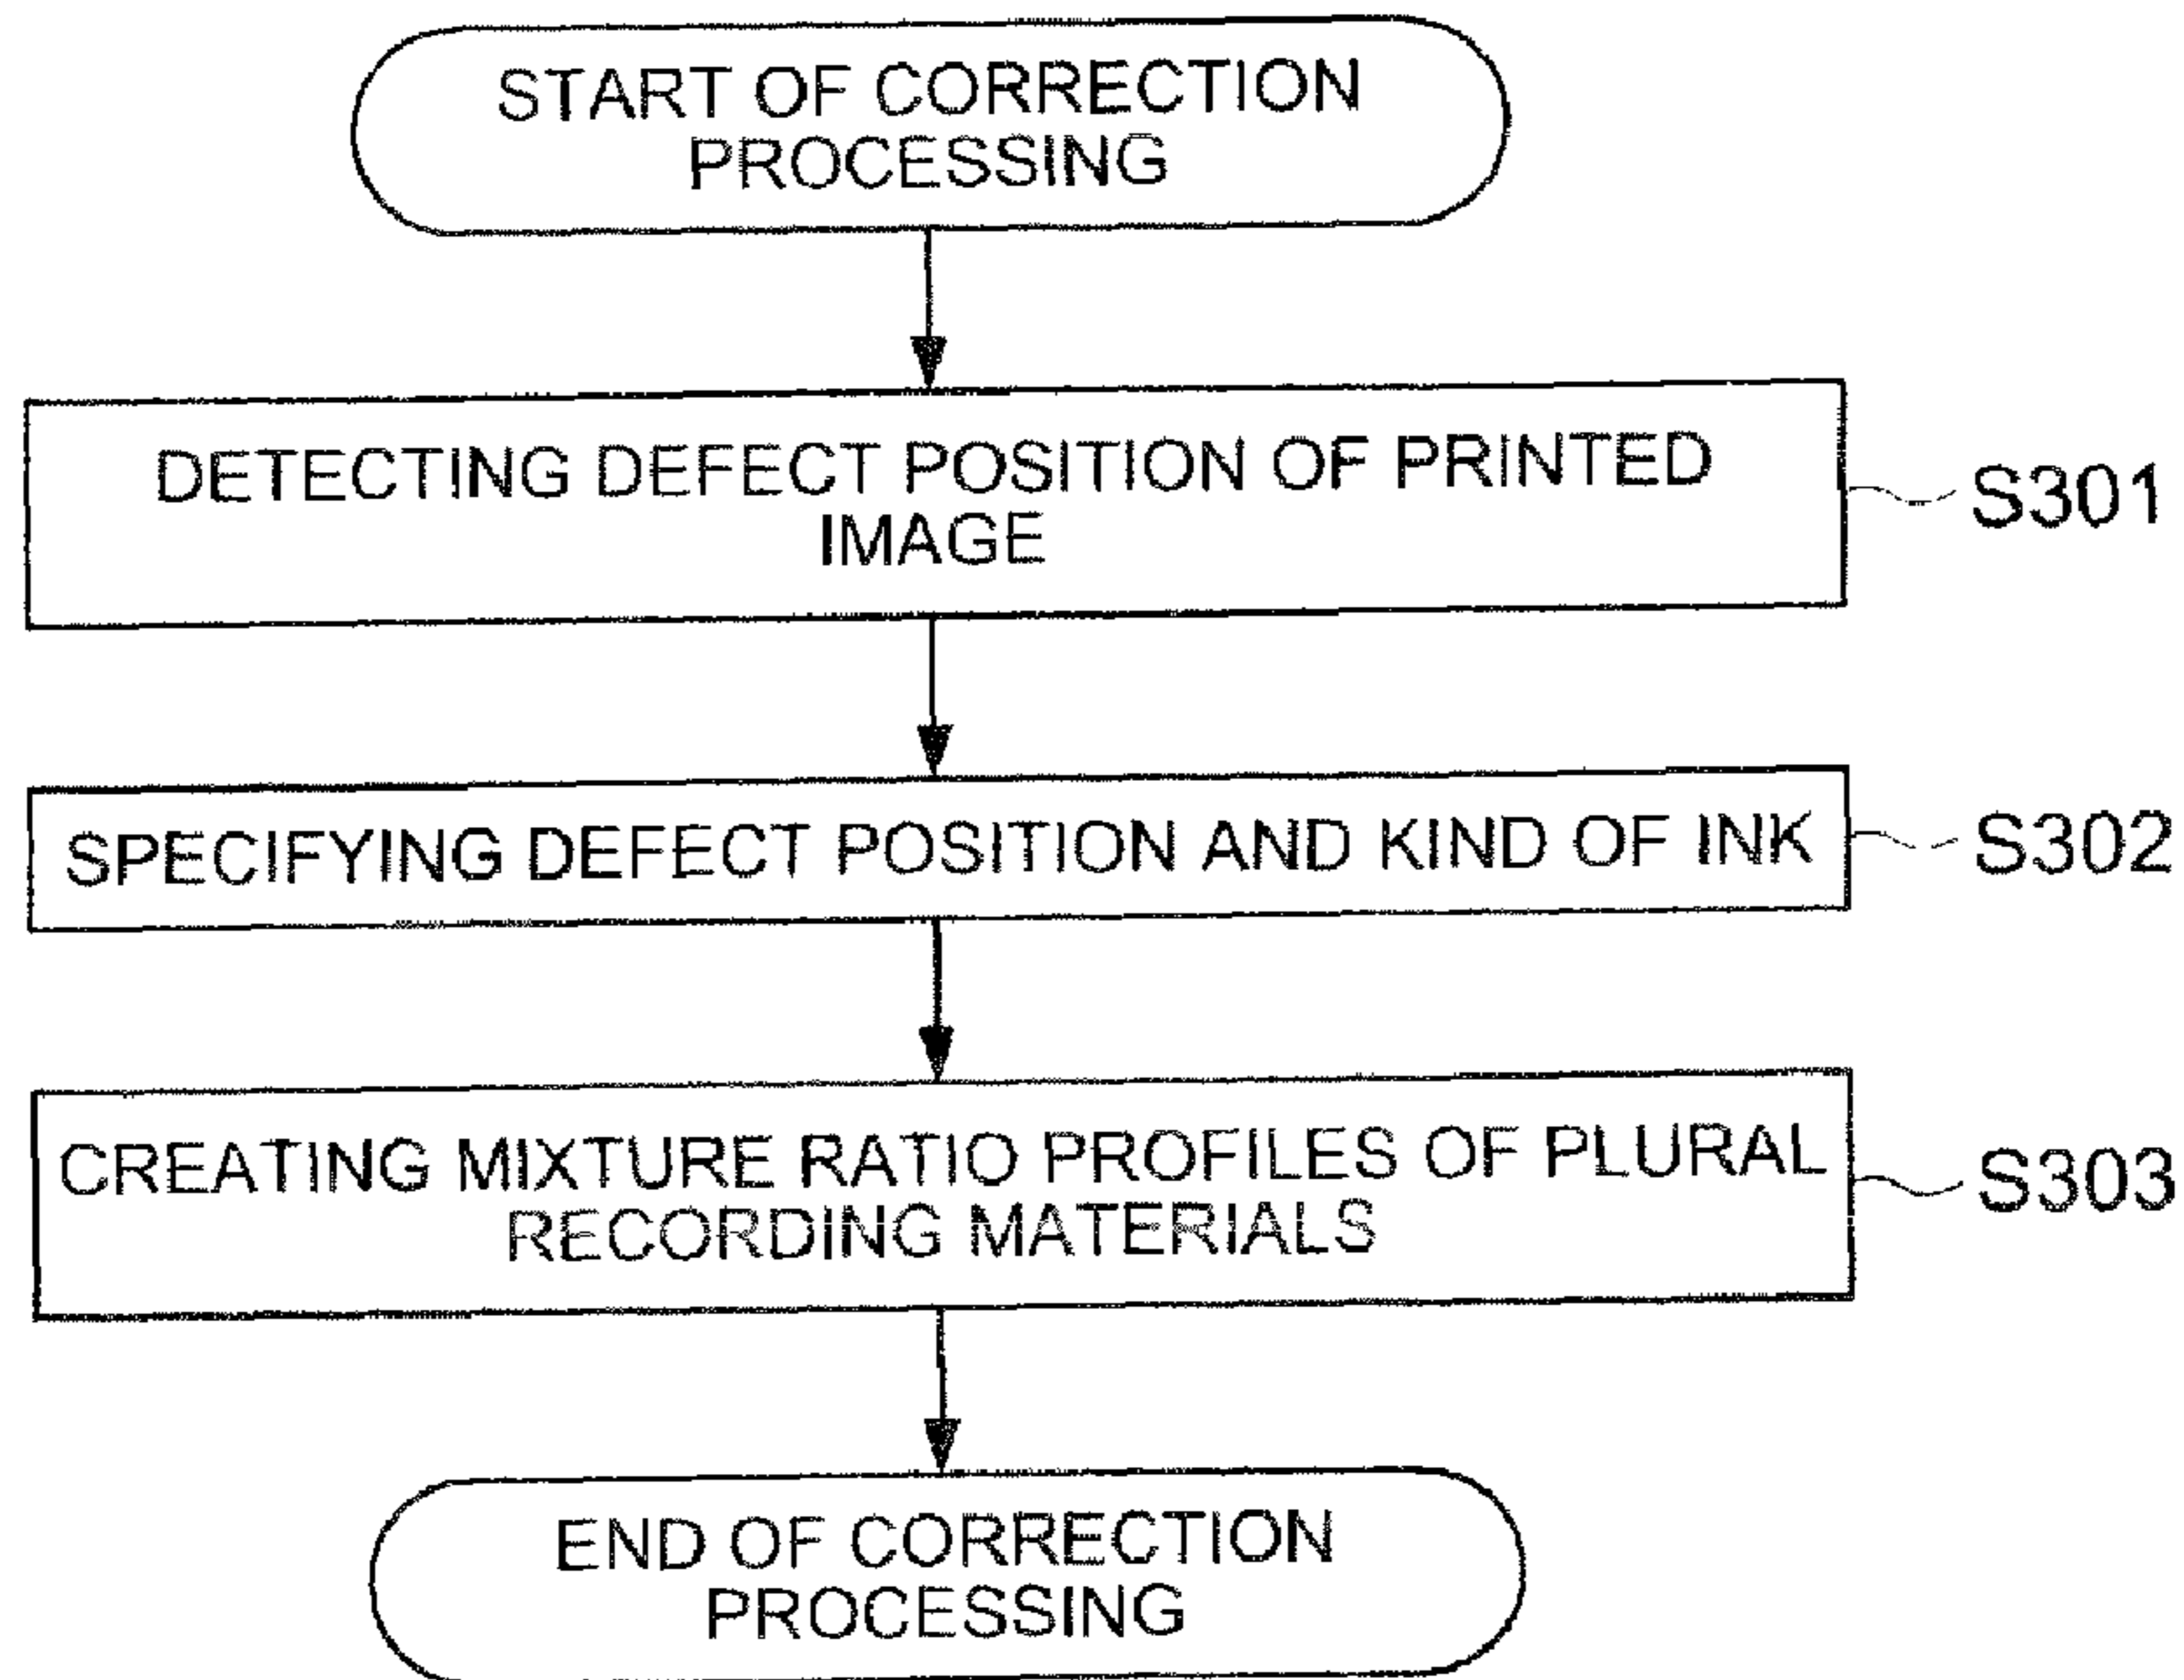 START OF CORRECTION
PROCESSING
DETECTING DEFECT POSITION OF PRINTED
IMAGE
S301
SPECIFYING DEFECT POSITION AND KIND OF INK
S302
CREATING MIXTURE RATIO PROFILES OF PLURAL
RECORDING MATERIALS
S303
END OF CORRECTION
PROCESSING